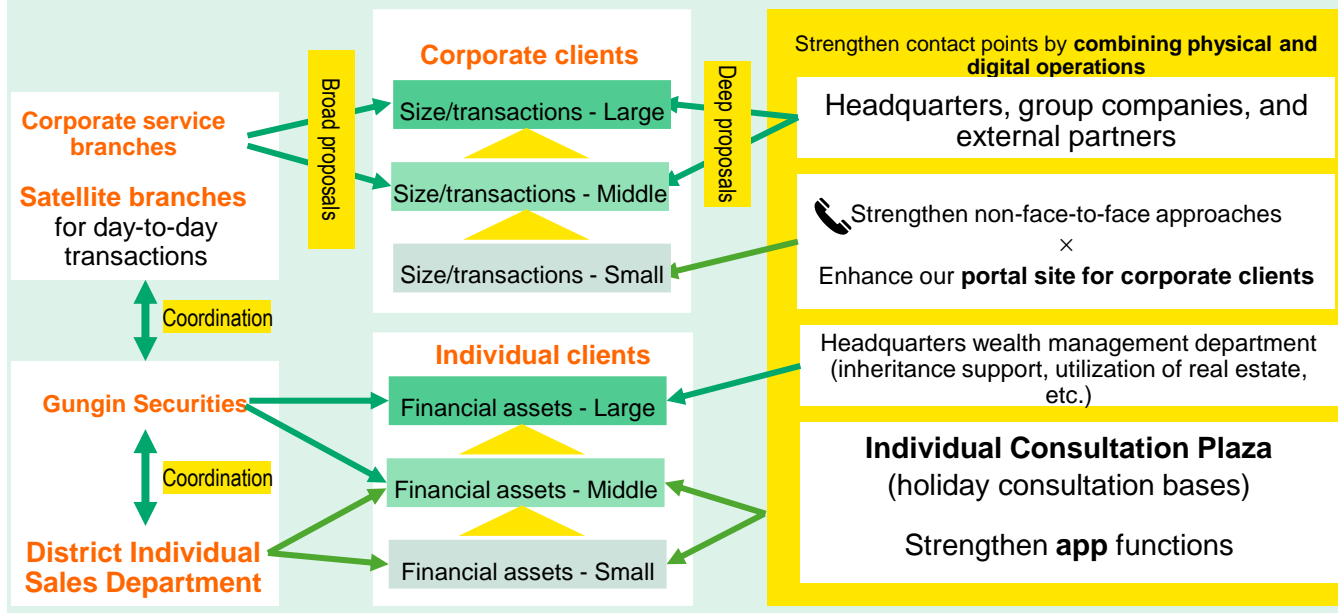 Corporate service
branches
Satellite branches
for day-to-day
transactions
Coordination
Gungin Securities
Coordination
District Individual
Sales Department
Broad proposals
Corporate clients
Size/transactions - Large
Size/transactions - Middle
Size/transactions - Small
Deep proposals
Individual clients
Financial assets - Large
Financial assets - Middle
Financial assets - Small
Strengthen contact points by combining physical and
digital operations
Headquarters, group companies, and
external partners
Strengthen non-face-to-face approaches
×
Enhance our portal site for corporate clients
Headquarters wealth management department
(inheritance support, utilization of real estate,
etc.)
Individual Consultation Plaza
(holiday consultation bases)
Strengthen app functions